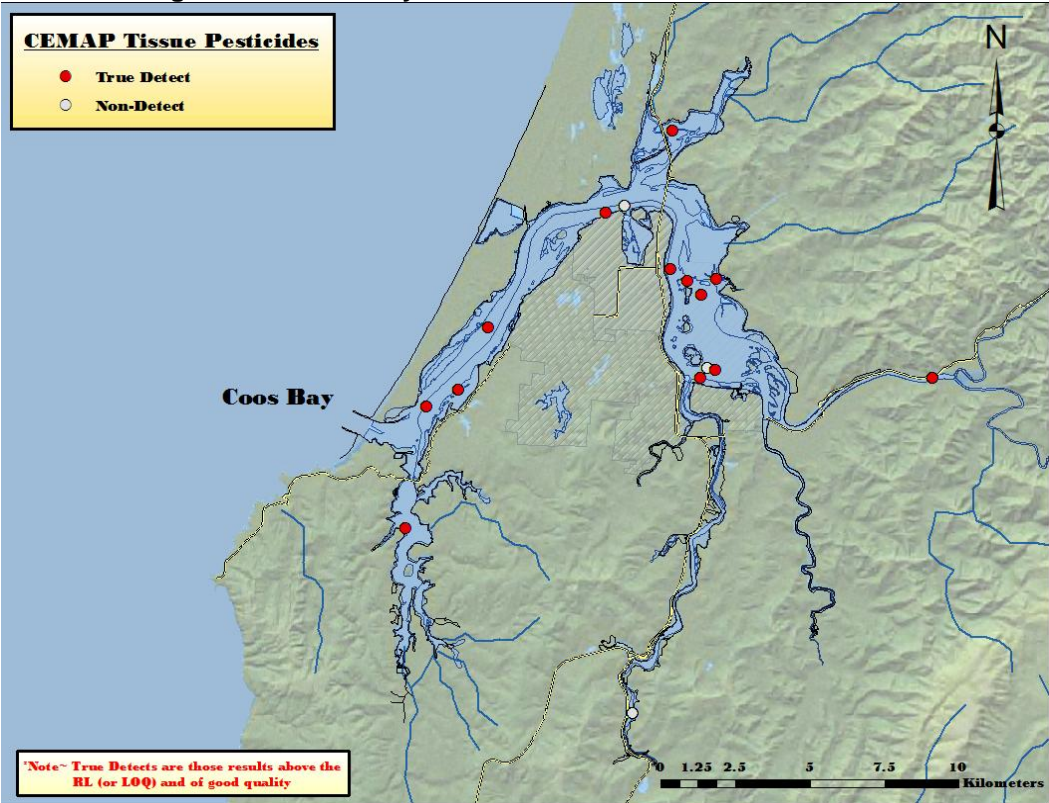 CEMAP Tissue Pesticides
True Detect
Non-Detect
N
Coos Bay
*Note~ True Detects are those results above the
RL (or LOQ) and of good quality
0 1.25 2.5 5 7.5 10
Kilometers